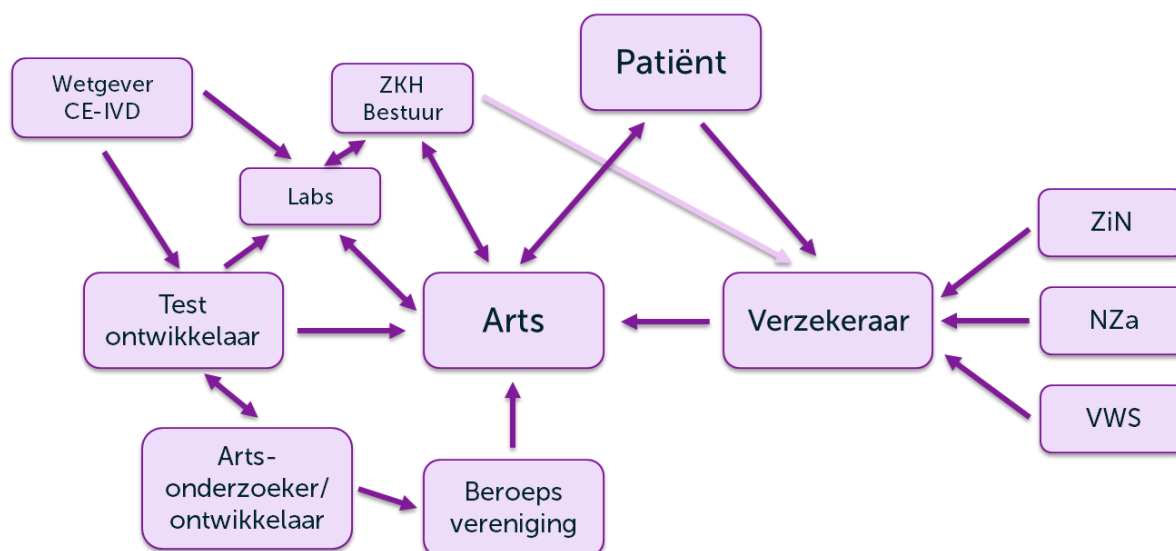 Wetgever
CE-IVD
ZKH
Bestuur
Patiënt
Labs
ZiN
Test
ontwikkelaar
Arts
Verzekeraar
NZa
VWS
Arts-
onderzoeker/
ontwikkelaar
Beroeps
vereniging